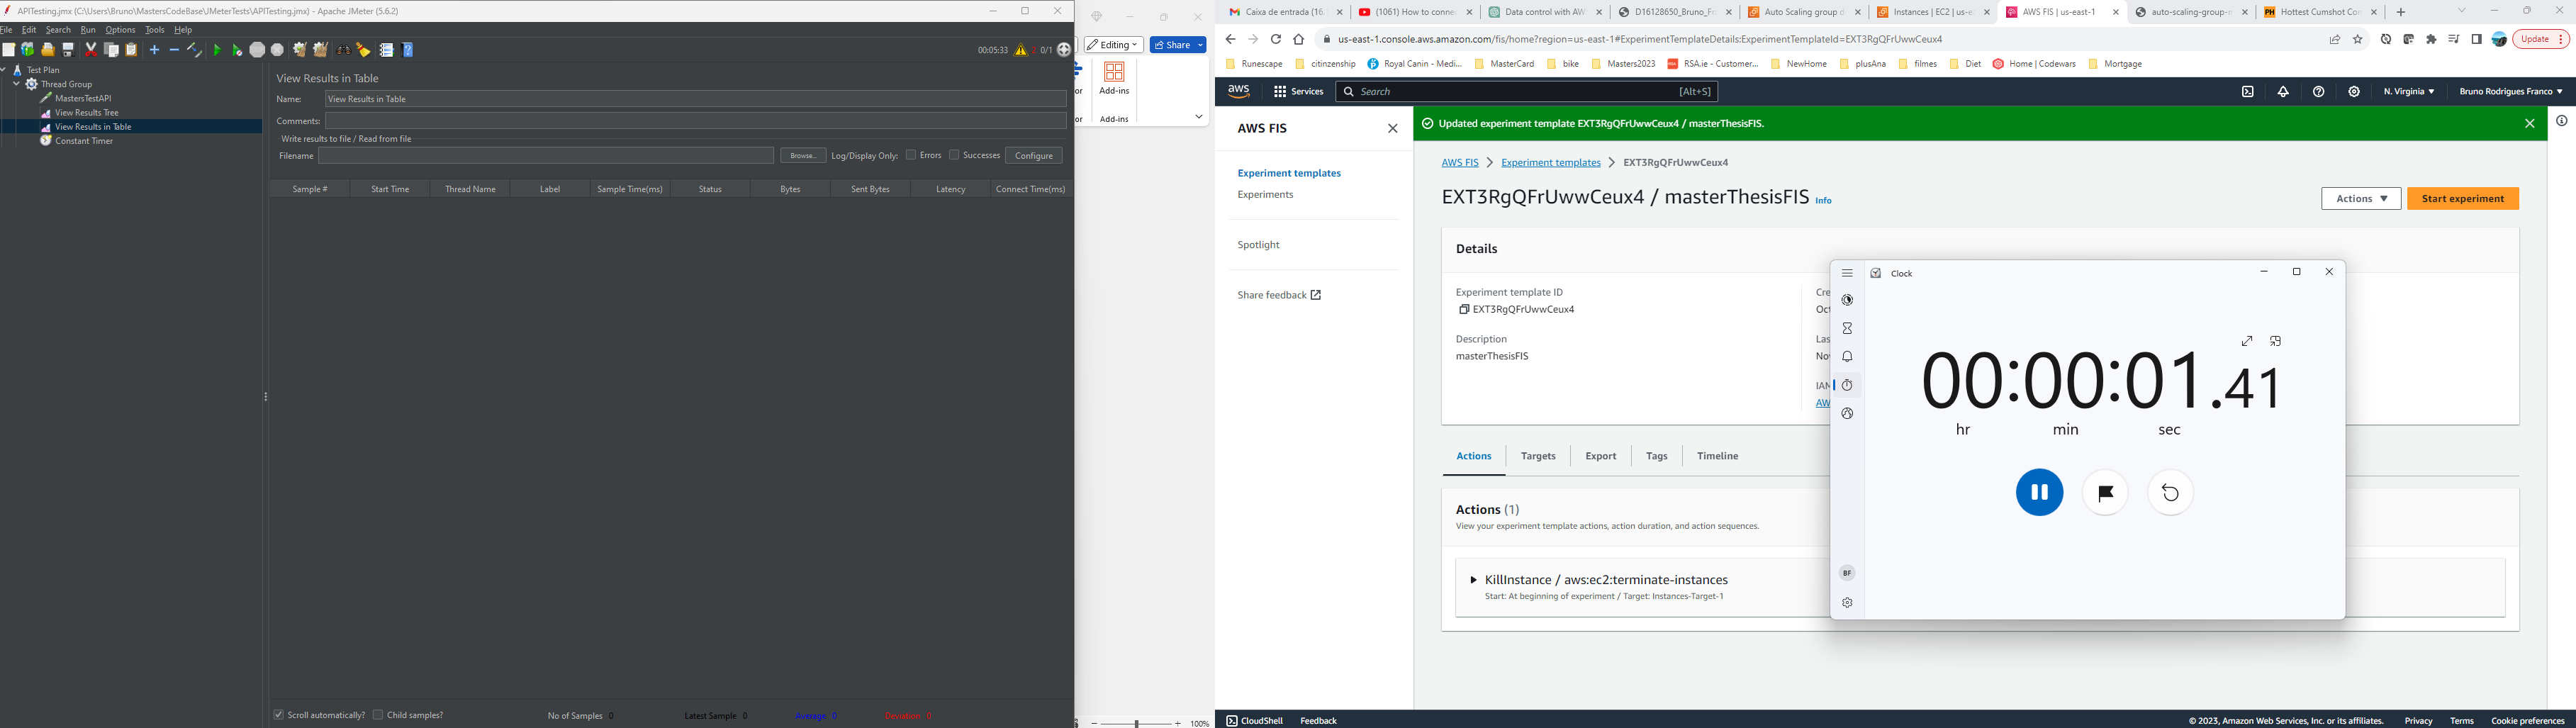 APITesting.jmx (C:\Users\Bruno\MastersCodeBase\JMeterTests\APITesting.jmx) - Apache JMeter (5.6.2)
File Edit Search Run Options Tools Help
00:05:33 0/1
Test Plan
Thread Group
MastersTestAPI
View Results Tree
View Results in Table
Constant Timer
View Results in Table
Name: View Results in Table
Comments:
Write results to file / Read from file
Filename Browse... Log/Display Only: Errors Successes Configure
Sample # Start Time Thread Name Label Sample Time(ms) Status Bytes Sent Bytes Latency Connect Time(ms)
Scroll automatically? Child samples? No of Samples 0 Latest Sample 0 Average 0 Deviation 0
Editing Share
Add-ins
Add-ins
100%
Caixa de entrada (16. (1061) How to conne Data control with AW D16128650_Bruno_Fr Auto Scaling group d Instances | EC2 | us-e AWS FIS | us-east-1 auto-scaling-group-r Hottest Cumshot Co
us-east-1.console.aws.amazon.com/fis/home?region=us-east-1#ExperimentTemplateDetails:ExperimentTemplateId=EXT3RgQFrUwwCeux4 Update
Runescape citinzenship Royal Canin - Medi... MasterCard bike Masters2023 RSA.ie - Customer... NewHome plusAna filmes Diet Home | Codewars Mortgage
aws Services Search [Alt+S] N. Virginia Bruno Rodrigues Franco
AWS FIS
Experiment templates
Experiments
Spotlight
Share feedback
Updated experiment template EXT3RgQFrUwwCeux4 / masterThesisFIS.
AWS FIS Experiment templates EXT3RgQFrUwwCeux4
EXT3RgQFrUwwCeux4 / masterThesisFIS Info
Actions Start experiment
Details
Experiment template ID
EXT3RgQFrUwwCeux4
Description
masterThesisFIS
Cre
Oct
Las
Nov
IAM
AW
Clock
00:00:01.41
hr min sec
BF
Actions Targets Export Tags Timeline
Actions (1)
View your experiment template actions, action duration, and action sequences.
KillInstance / aws:ec2:terminate-instances
Start: At beginning of experiment / Target: Instances-Target-1
CloudShell Feedback © 2023, Amazon Web Services, Inc. or its affiliates. Privacy Terms Cookie preferences